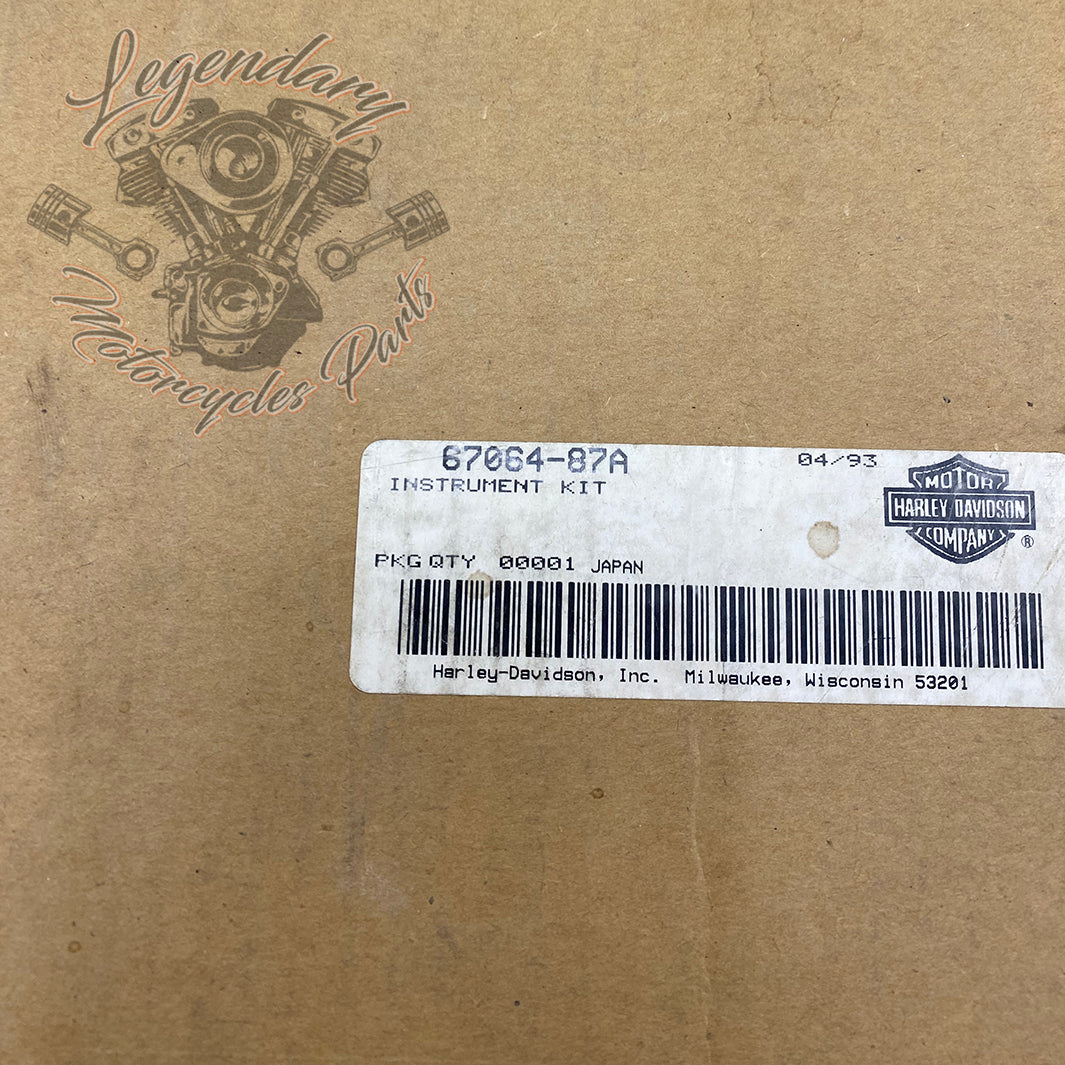 Legendary
Motorcycles Parts
67064-87A 04/93
INSTRUMENT KIT
MOTOR
HARLEY DAVIDSON
COMPANY
®
PKG QTY 00001 JAPAN
Harley-Davidson, Inc. Milwaukee, Wisconsin 53201